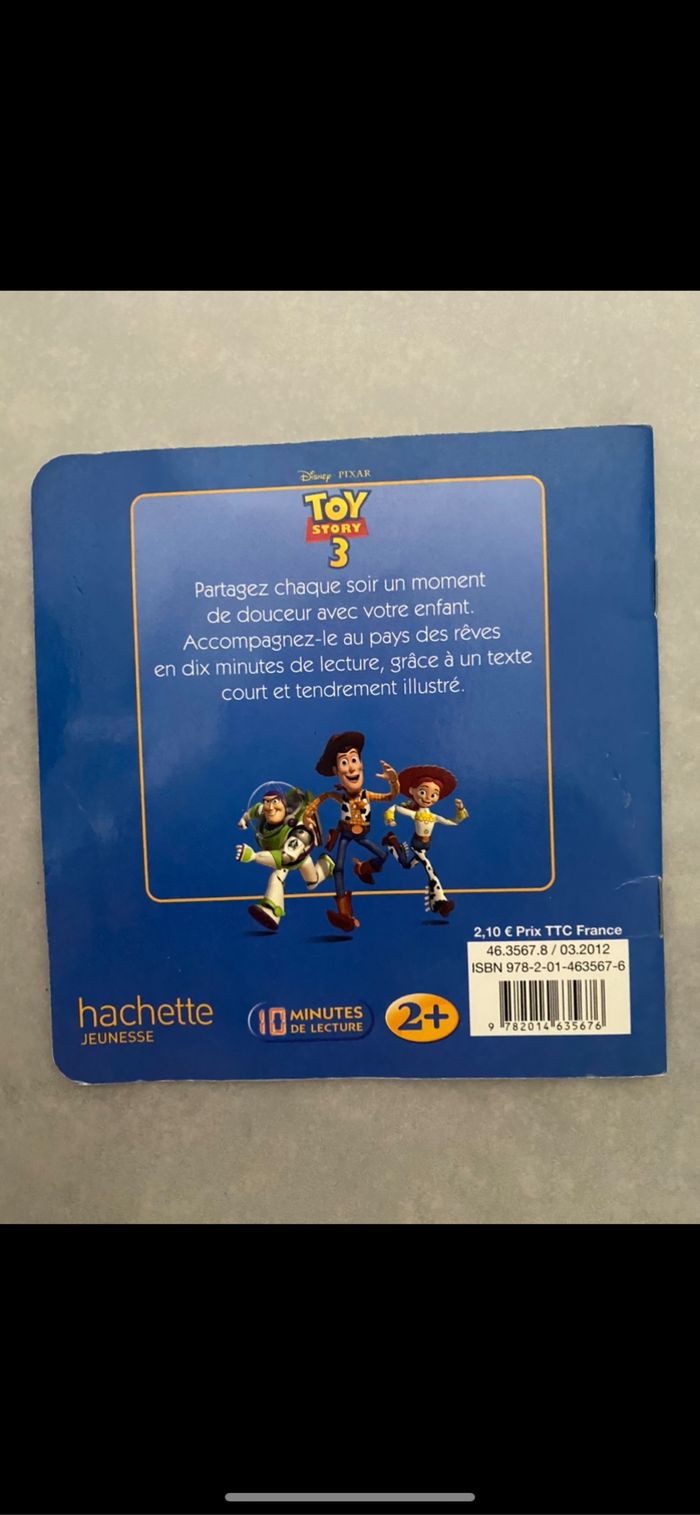 Disney PIXAR
TOY
STORY
3
Partagez chaque soir un moment
de douceur avec votre enfant.
Accompagnez-le au pays des rêves
en dix minutes de lecture, grâce à un texte
court et tendrement illustré.
2,10 € Prix TTC France
46.3567.8 / 03.2012
ISBN 978-2-01-463567-6
9 782014 635676
hachette
JEUNESSE
10 MINUTES
DE LECTURE
2+